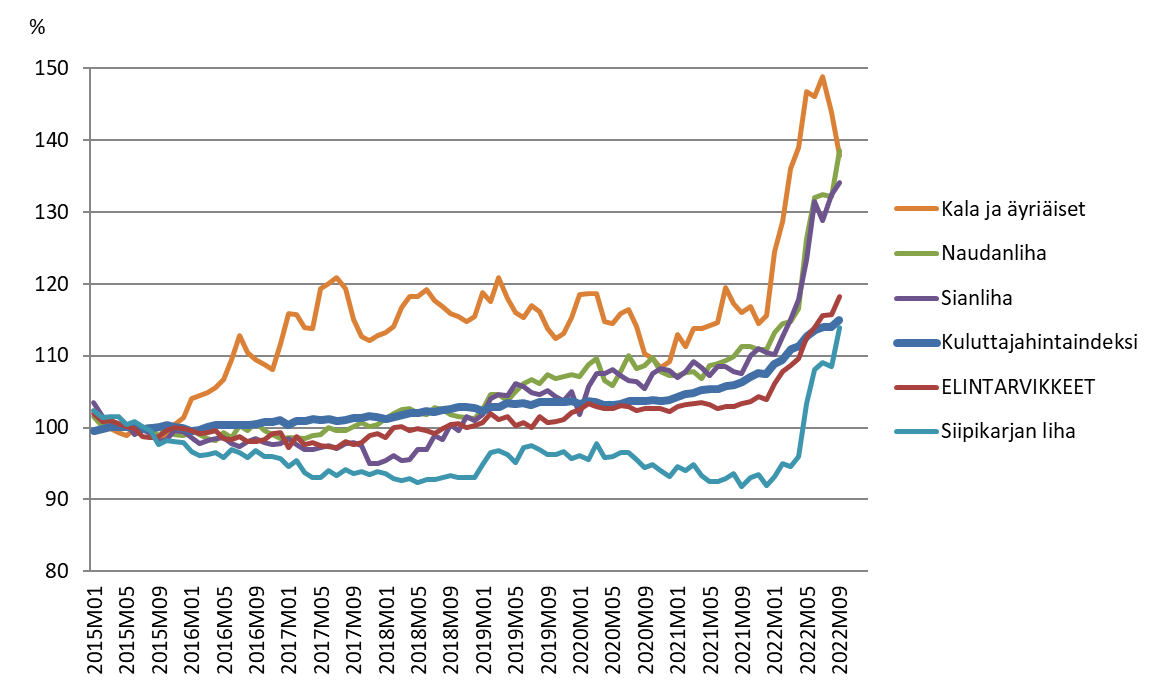 %
150
140
130
120
110
100
90
80
2015M01
2015M05
2015M09
2016M01
2016M05
2016M09
2017M01
2017M05
2017M09
2018M01
2018M05
2018M09
2019M01
2019M05
2019M09
2020M01
2020M05
2020M09
2021M01
2021M05
2021M09
2022M01
2022M05
2022M09
Kala ja äyriäiset
Naudanliha
Sianliha
Kuluttajahintaindeksi
ELINTARVIKKEET
Siipikarjan liha